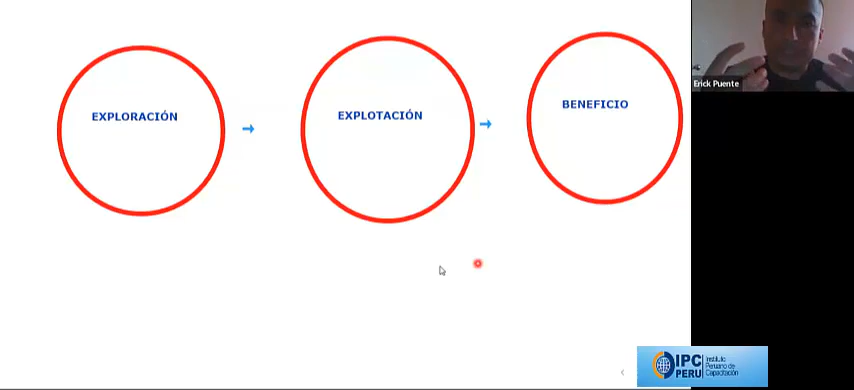 EXPLORACIÓN
EXPLOTACIÓN
BENEFICIO
Erick Puente
IPC
PERU
Instituto
Peruano de
Capacitación